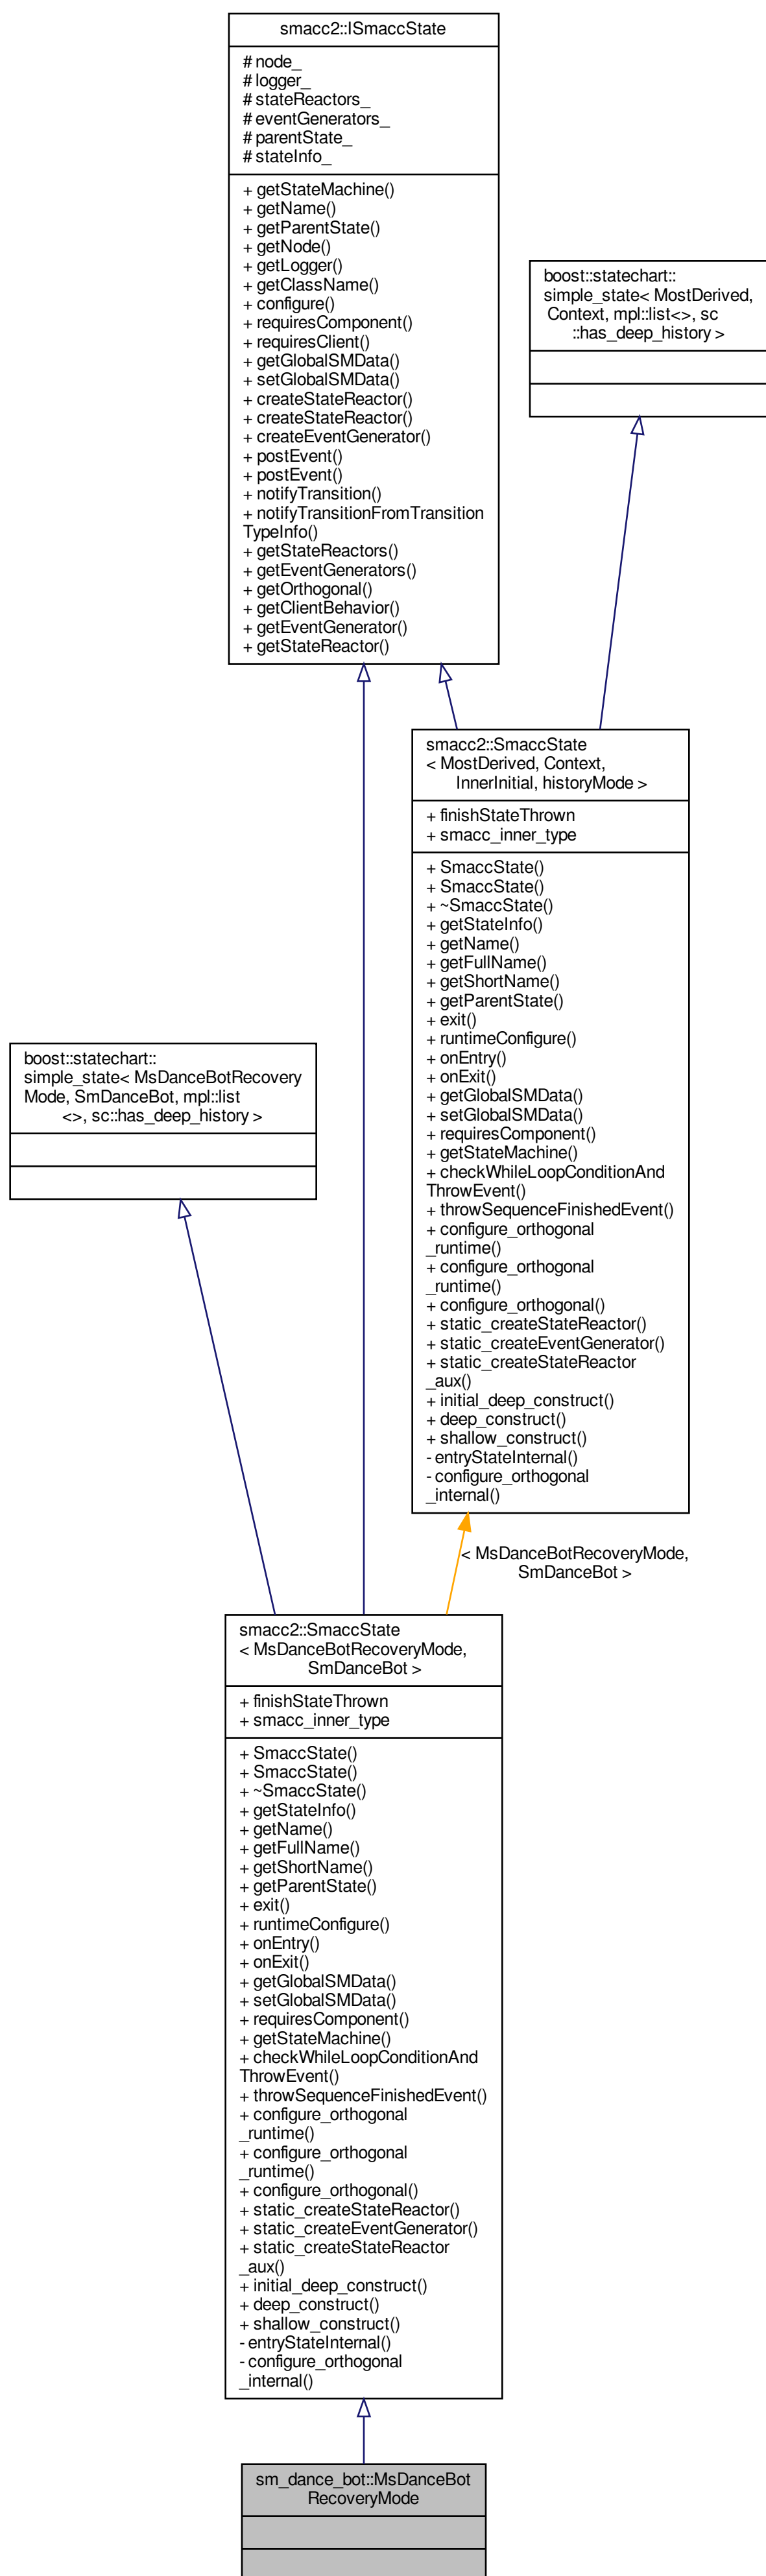 smacc2::ISmaccState
# node_
# logger_
# stateReactors_
# eventGenerators_
# parentState_
# stateInfo_
+ getStateMachine()
+ getName()
+ getParentState()
+ getNode()
+ getLogger()
+ getClassName()
+ configure()
+ requiresComponent()
+ requiresClient()
+ getGlobalSMData()
+ setGlobalSMData()
+ createStateReactor()
+ createStateReactor()
+ createEventGenerator()
+ postEvent()
+ postEvent()
+ notifyTransition()
+ notifyTransitionFromTransition
TypeInfo()
+ getStateReactors()
+ getEventGenerators()
+ getOrthogonal()
+ getClientBehavior()
+ getEventGenerator()
+ getStateReactor()
boost::statechart::
simple_state< MostDerived,
Context, mpl::list<>, sc
::has_deep_history >
smacc2::SmaccState
< MostDerived, Context,
InnerInitial, historyMode >
+ finishStateThrown
+ smacc_inner_type
+ SmaccState()
+ SmaccState()
+ ~SmaccState()
+ getStateInfo()
+ getName()
+ getFullName()
+ getShortName()
+ getParentState()
+ exit()
+ runtimeConfigure()
+ onEntry()
+ onExit()
+ getGlobalSMData()
+ setGlobalSMData()
+ requiresComponent()
+ getStateMachine()
+ checkWhileLoopConditionAnd
ThrowEvent()
+ throwSequenceFinishedEvent()
+ configure_orthogonal
_runtime()
+ configure_orthogonal
_runtime()
+ configure_orthogonal()
+ static_createStateReactor()
+ static_createEventGenerator()
+ static_createStateReactor
_aux()
+ initial_deep_construct()
+ deep_construct()
+ shallow_construct()
- entryStateInternal()
- configure_orthogonal
_internal()
boost::statechart::
simple_state< MsDanceBotRecovery
Mode, SmDanceBot, mpl::list
<>, sc::has_deep_history >
< MsDanceBotRecoveryMode,
SmDanceBot >
smacc2::SmaccState
< MsDanceBotRecoveryMode,
SmDanceBot >
+ finishStateThrown
+ smacc_inner_type
+ SmaccState()
+ SmaccState()
+ ~SmaccState()
+ getStateInfo()
+ getName()
+ getFullName()
+ getShortName()
+ getParentState()
+ exit()
+ runtimeConfigure()
+ onEntry()
+ onExit()
+ getGlobalSMData()
+ setGlobalSMData()
+ requiresComponent()
+ getStateMachine()
+ checkWhileLoopConditionAnd
ThrowEvent()
+ throwSequenceFinishedEvent()
+ configure_orthogonal
_runtime()
+ configure_orthogonal
_runtime()
+ configure_orthogonal()
+ static_createStateReactor()
+ static_createEventGenerator()
+ static_createStateReactor
_aux()
+ initial_deep_construct()
+ deep_construct()
+ shallow_construct()
- entryStateInternal()
- configure_orthogonal
_internal()
sm_dance_bot::MsDanceBot
RecoveryMode